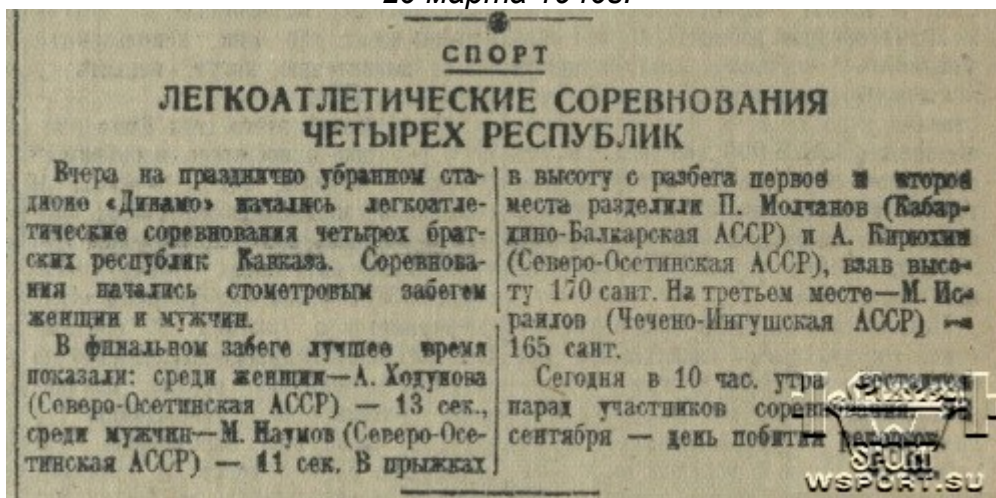 СПОРТ
ЛЕГКОАТЛЕТИЧЕСКИЕ СОРЕВНОВАНИЯ
ЧЕТЫРЕХ РЕСПУБЛИК
Вчера на празднично убранном ста-
дионе «Динамо» начались легкоатле-
тические соревнования четырех брат-
ских республик Кавказа. Соревнова-
ния начались стометровым забегом
женщин и мужчин.
В финальном забеге лучшее время
показали: среди женщин—А. Ходунова
(Северо-Осетинская АССР) — 13 сек.,
среди мужчин—М. Наумов (Северо-Осе-
тинская АССР) — 11 сек. В прыжках
в высоту с разбега первое и второе
места разделили П. Молчанов (Кабар-
дино-Балкарская АССР) и А. Кирюхин
(Северо-Осетинская АССР), взяв высо-
ту 170 сант. На третьем месте—М. Ис-
раилов (Чечено-Ингушская АССР) —
165 сант.
Сегодня в 10 час. утра состоится
парад участников соревнования.
сентября — день побития рекордов.
SPORT
WSPORT.SU